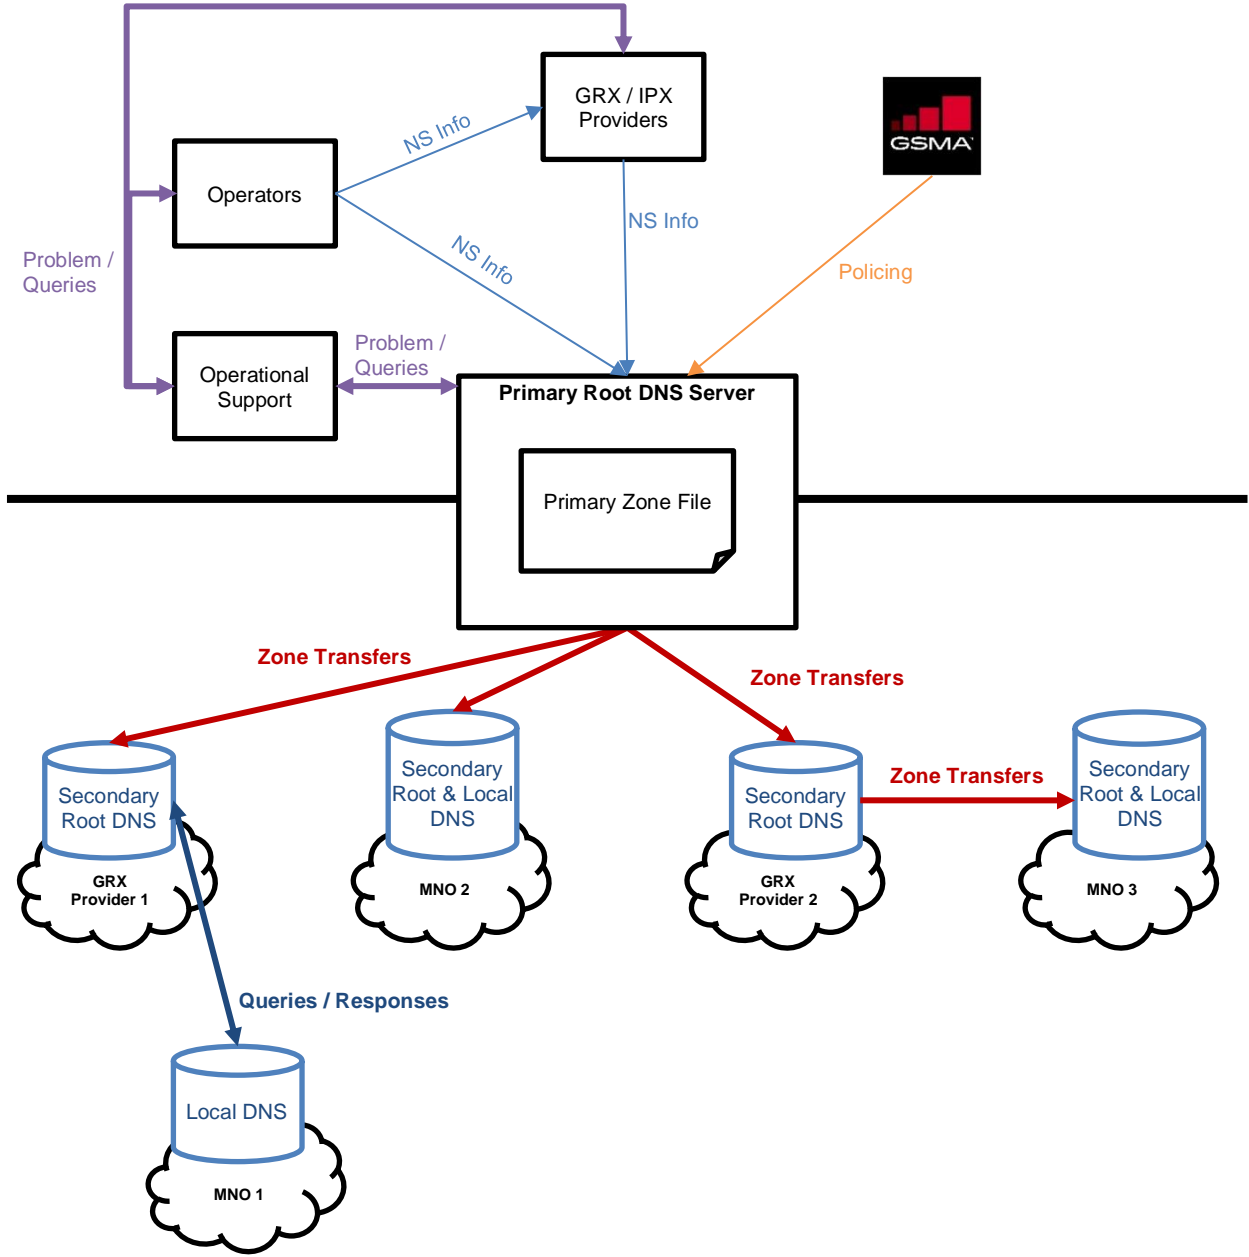 GRX / IPX
Providers
GSMA
NS Info
Operators
NS Info
NS Info
Problem /
Queries
Policing
Problem /
Queries
Operational
Support
Primary Root DNS Server
Primary Zone File
Zone Transfers
Zone Transfers
Secondary
Root DNS
Secondary
Root & Local
DNS
Secondary
Root DNS
Zone Transfers
Secondary
Root & Local
DNS
GRX
Provider 1
MNO 2
GRX
Provider 2
MNO 3
Queries / Responses
Local DNS
MNO 1